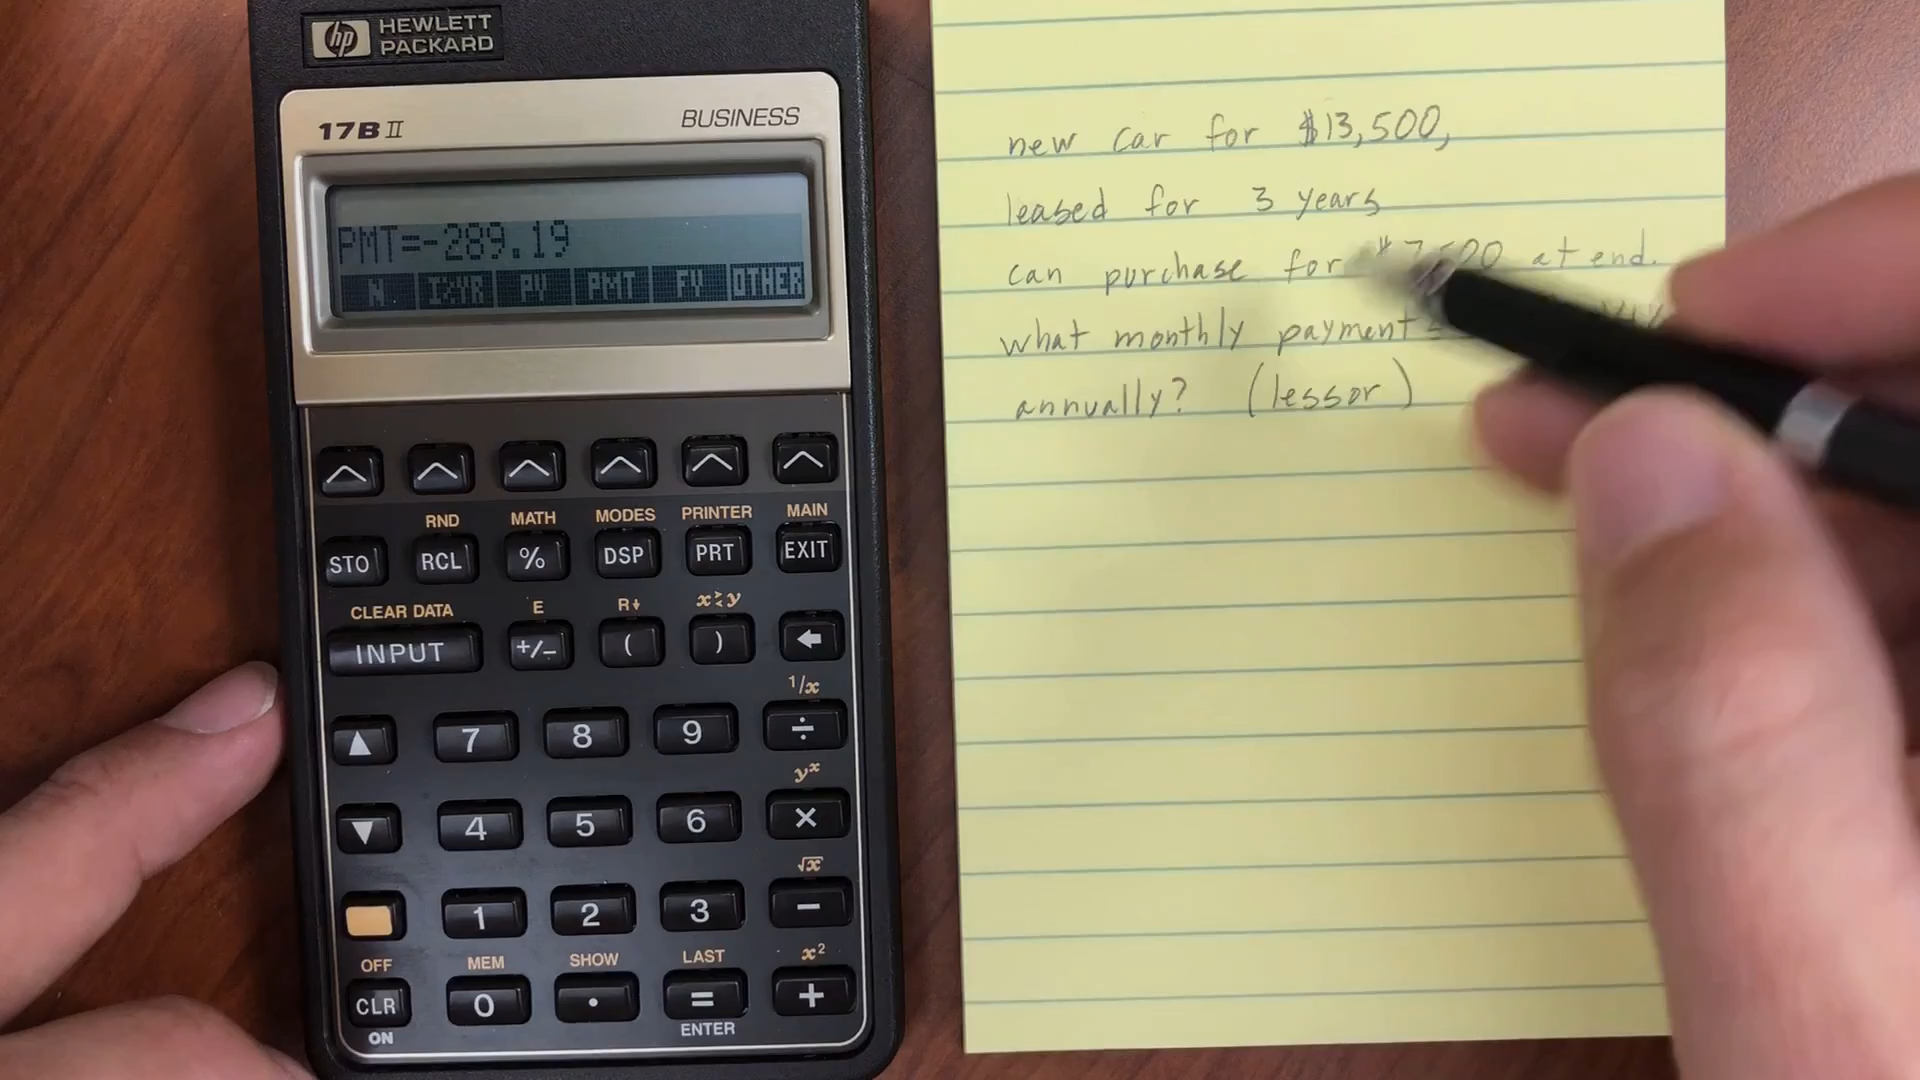 hp HEWLETT
PACKARD
17B II BUSINESS
PMT=-289.19
N I%YR PV PMT FV OTHER
RND MATH MODES PRINTER MAIN
STO RCL % DSP PRT EXIT
CLEAR DATA E R↓ x≷y
INPUT +/− ( ) ←
1/x
▲ 7 8 9 ÷
yˣ
▼ 4 5 6 ×
√x
1 2 3 −
OFF MEM SHOW LAST x²
CLR 0 . = +
ON ENTER
new car for $13,500,
leased for 3 years
can purchase for at end.
what monthly payments
annually? (lessor)